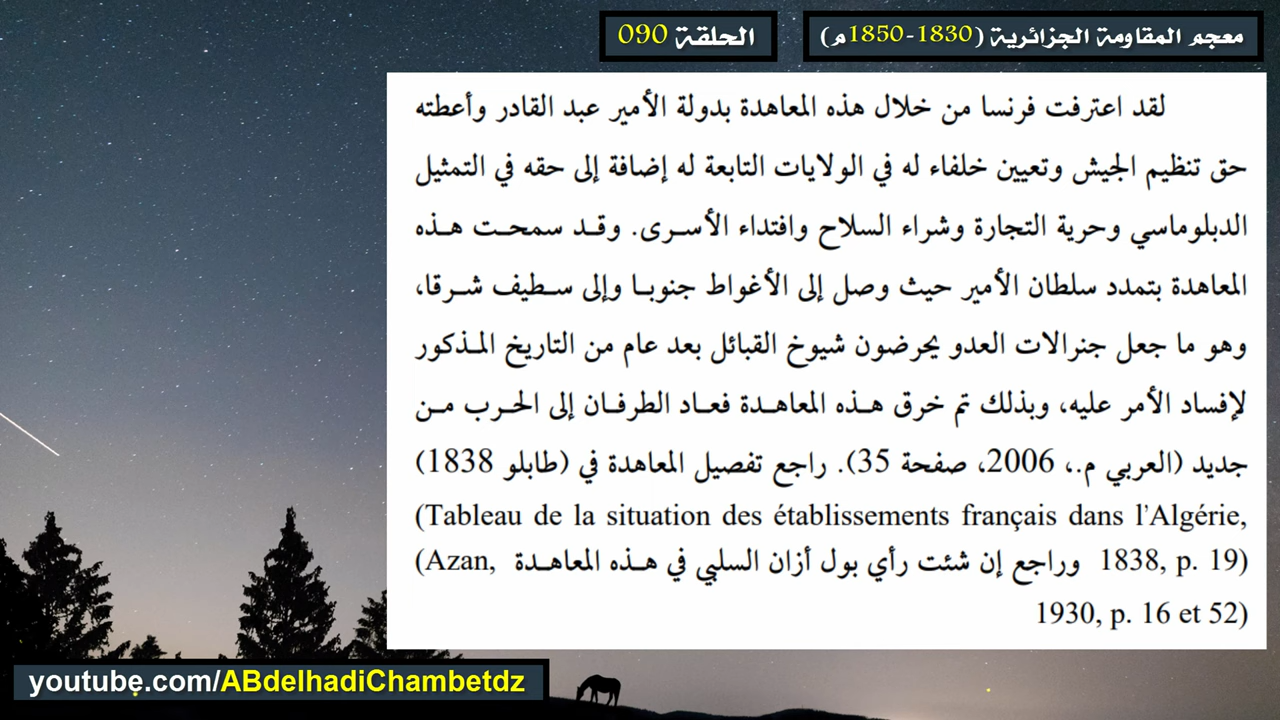 معجم المقاومة الجزائرية (1830-1850م)
الحلقة 090
لقد اعترفت فرنسا من خلال هذه المعاهدة بدولة الأمير عبد القادر وأعطته
حق تنظيم الجيش وتعيين خلفاء له في الولايات التابعة له إضافة إلى حقه في التمثيل
الدبلوماسي وحرية التجارة وشراء السلاح وافتداء الأسرى. وقد سمحت هذه
المعاهدة بتمدد سلطان الأمير حيث وصل إلى الأغواط جنوبا وإلى سطيف شرقا،
وهو ما جعل جنرالات العدو يحرضون شيوخ القبائل بعد عام من التاريخ المذكور
لإفساد الأمر عليه، وبذلك تم خرق هذه المعاهدة فعاد الطرفان إلى الحرب من
جديد (العربي م.، 2006، صفحة 35). راجع تفصيل المعاهدة في (طابلو 1838)
(Tableau de la situation des établissements français dans l’Algérie,
1838, p. 19) وراجع إن شئت رأي بول أزان السلبي في هذه المعاهدة (Azan,
1930, p. 16 et 52)
youtube.com/ABdelhadiChambetdz